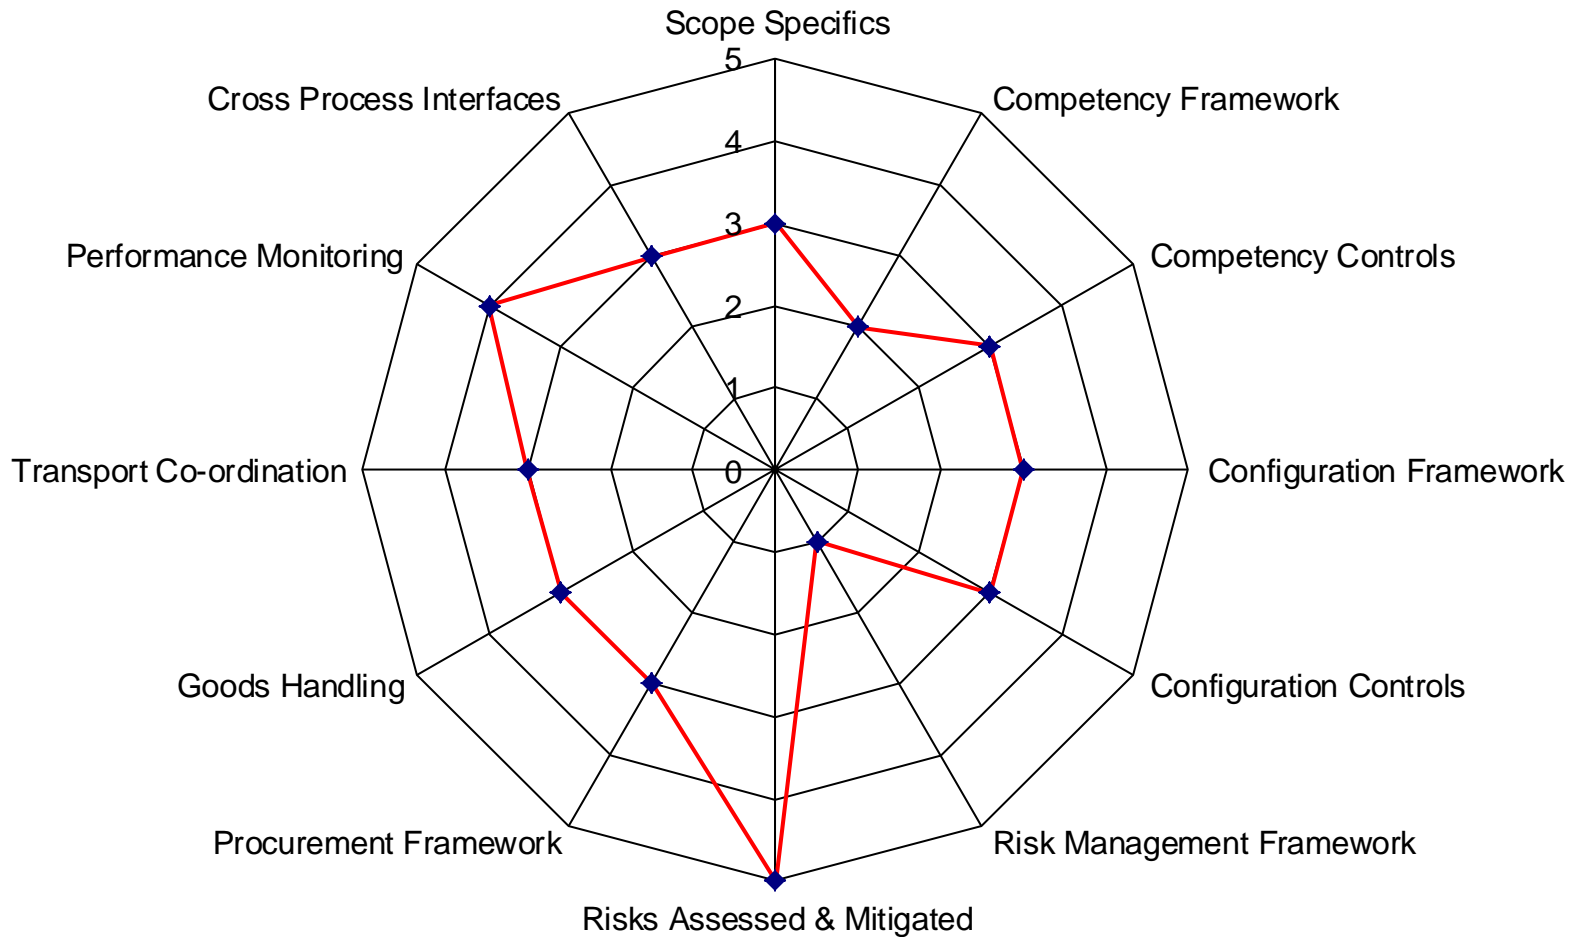 Scope Specifics
5
Cross Process Interfaces
Competency Framework
4
3
Performance Monitoring
Competency Controls
2
1
Transport Co-ordination
0
Configuration Framework
Goods Handling
Configuration Controls
Procurement Framework
Risk Management Framework
Risks Assessed & Mitigated